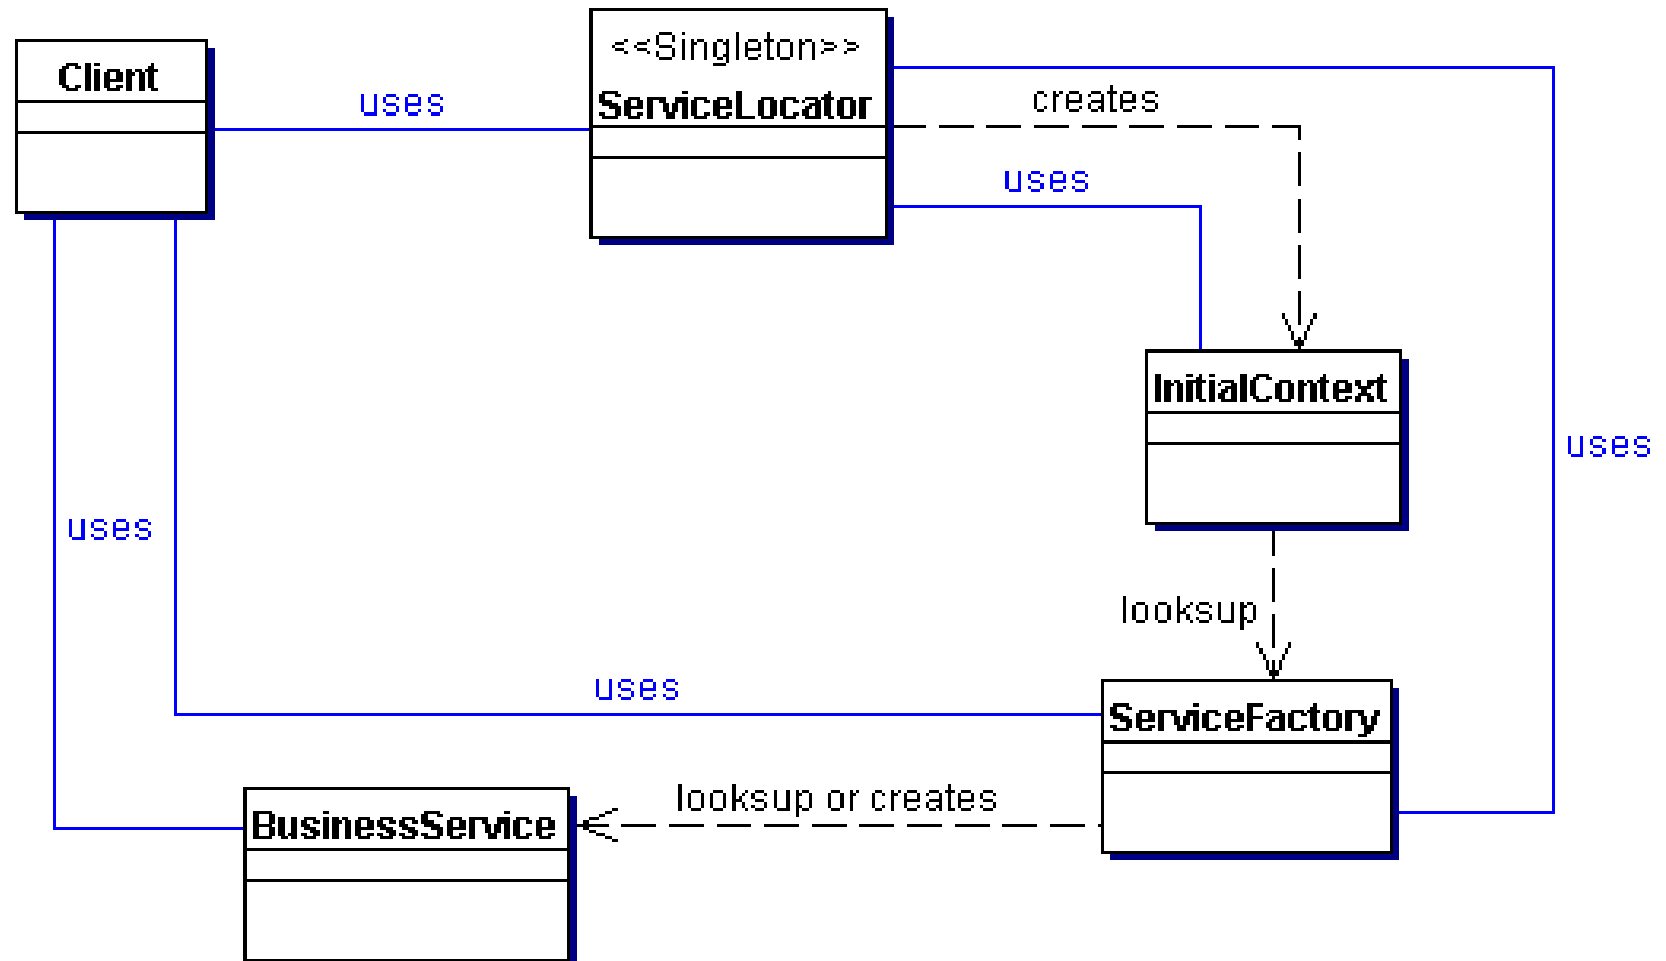 <<Singleton>>
Client
uses
ServiceLocator
creates
uses
InitialContext
uses
uses
looksup
uses
ServiceFactory
looksup or creates
BusinessService